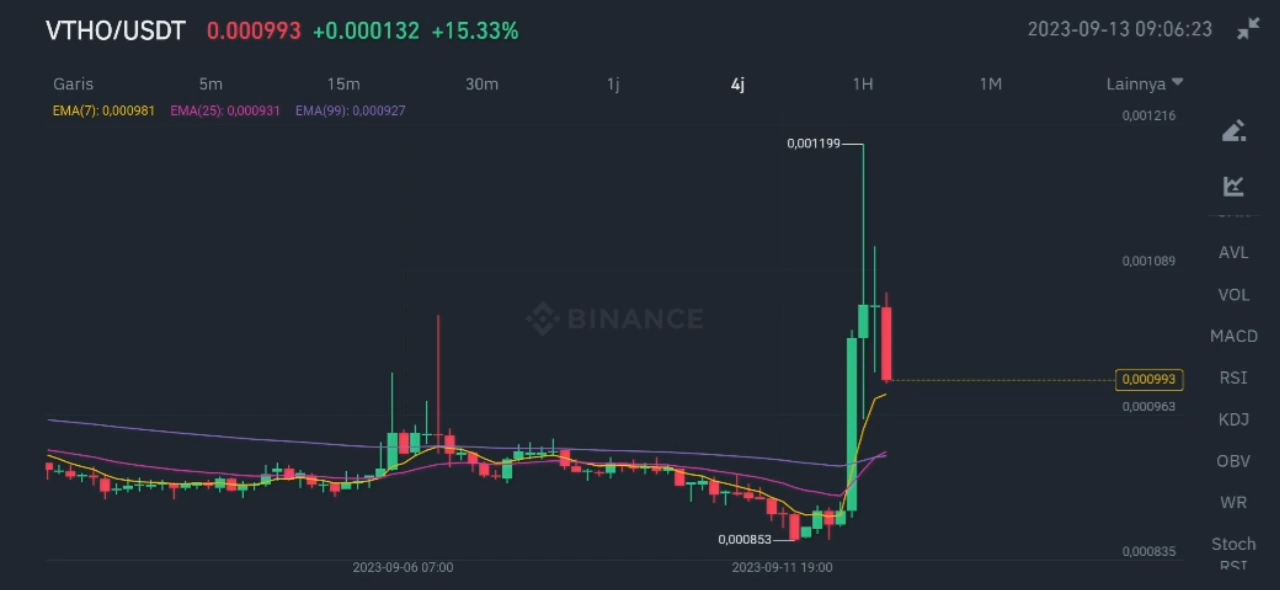 VTHO/USDT 0.000993 +0.000132 +15.33% 2023-09-13 09:06:23
Garis 5m 15m 30m 1j 4j 1H 1M Lainnya
EMA(7): 0,000981 EMA(25): 0,000931 EMA(99): 0,000927
0,001216
0,001199
0,001089
AVL
VOL
BINANCE
MACD
RSI
0,000993
0,000963
KDJ
OBV
WR
0,000853
Stoch
RSI
0,000835
2023-09-06 07:00 2023-09-11 19:00